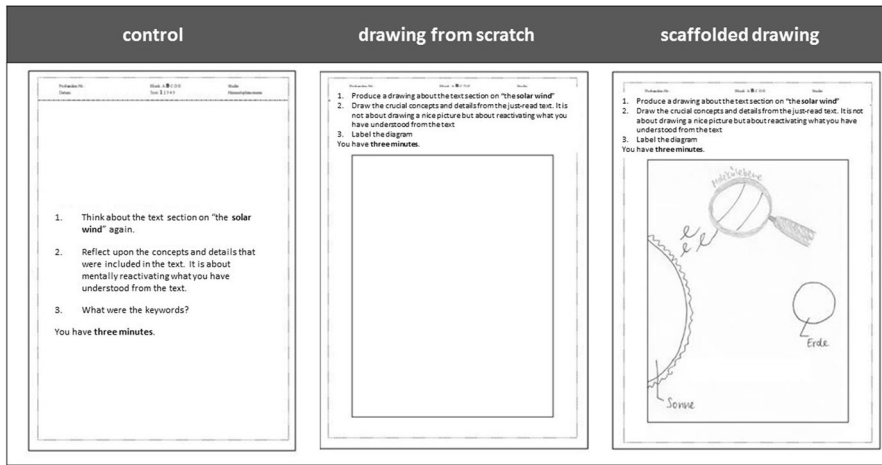 control
drawing from scratch
scaffolded drawing
1. Think about the text section on "the solar
wind" again.
2. Reflect upon the concepts and details that
were included in the text. It is about
mentally reactivating what you have
understood from the text.
3. What were the keywords?
You have three minutes.
1. Produce a drawing about the text section on "the solar wind"
2. Draw the crucial concepts and details from the just-read text. It is
not about drawing a nice picture but about reactivating what you
have understood from the text
3. Label the diagram
You have three minutes.
1. Produce a drawing about the text section on "the solar wind"
2. Draw the crucial concepts and details from the just-read text. It is not
about drawing a nice picture but about reactivating what you have
understood from the text
3. Label the diagram
You have three minutes.
Molekülebene
Erde
Sonne